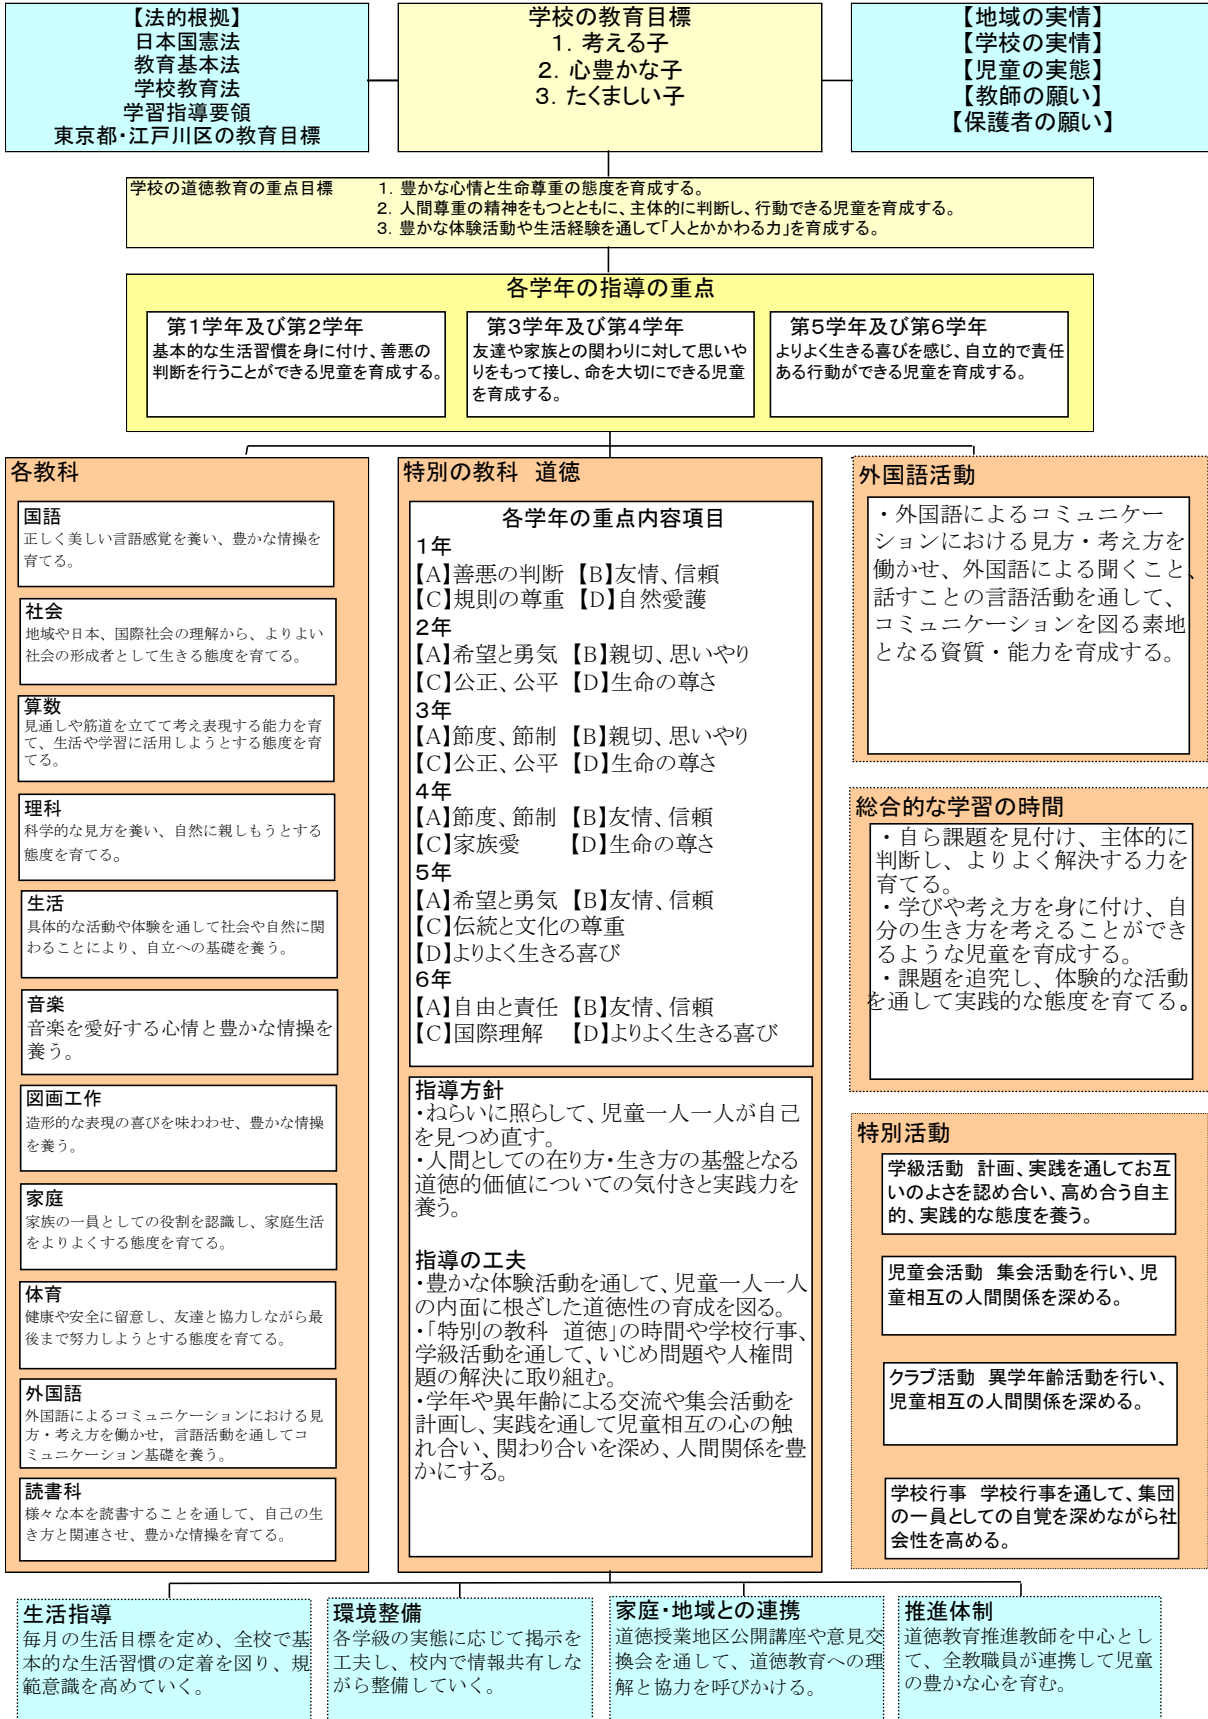 【法的根拠】
日本国憲法
教育基本法
学校教育法
学習指導要領
東京都・江戸川区の教育目標
学校の教育目標
1．考える子
2．心豊かな子
3．たくましい子
【地域の実情】
【学校の実情】
【児童の実態】
【教師の願い】
【保護者の願い】
学校の道徳教育の重点目標　　1．豊かな心情と生命尊重の態度を育成する。
2．人間尊重の精神をもつとともに、主体的に判断し、行動できる児童を育成する。
3．豊かな体験活動や生活経験を通して「人とかかわる力」を育成する。
各学年の指導の重点
第1学年及び第2学年
基本的な生活習慣を身に付け、善悪の
判断を行うことができる児童を育成する。
第3学年及び第4学年
友達や家族との関わりに対して思いや
りをもって接し、命を大切にできる児童
を育成する。
第5学年及び第6学年
よりよく生きる喜びを感じ、自立的で責任
ある行動ができる児童を育成する。
各教科
国語
正しく美しい言語感覚を養い、豊かな情操を
育てる。
社会
地域や日本、国際社会の理解から、よりよい
社会の形成者として生きる態度を育てる。
算数
見通しや筋道を立てて考え表現する能力を育
て、生活や学習に活用しようとする態度を育
てる。
理科
科学的な見方を養い、自然に親しもうとする
態度を育てる。
生活
具体的な活動や体験を通して社会や自然に関
わることにより、自立への基礎を養う。
音楽
音楽を愛好する心情と豊かな情操を
養う。
図画工作
造形的な表現の喜びを味わわせ、豊かな情操
を養う。
家庭
家族の一員としての役割を認識し、家庭生活
をよりよくする態度を育てる。
体育
健康や安全に留意し、友達と協力しながら最
後まで努力しようとする態度を育てる。
外国語
外国語によるコミュニケーションにおける見
方・考え方を働かせ，言語活動を通してコ
ミュニケーション基礎を養う。
読書科
様々な本を読書することを通して、自己の生
き方と関連させ、豊かな情操を育てる。
特別の教科　道徳
各学年の重点内容項目
1年
【A】善悪の判断 【B】友情、信頼
【C】規則の尊重 【D】自然愛護
2年
【A】希望と勇気 【B】親切、思いやり
【C】公正、公平 【D】生命の尊さ
3年
【A】節度、節制 【B】親切、思いやり
【C】公正、公平 【D】生命の尊さ
4年
【A】節度、節制 【B】友情、信頼
【C】家族愛　　【D】生命の尊さ
5年
【A】希望と勇気 【B】友情、信頼
【C】伝統と文化の尊重
【D】よりよく生きる喜び
6年
【A】自由と責任 【B】友情、信頼
【C】国際理解　【D】よりよく生きる喜び
指導方針
・ねらいに照らして、児童一人一人が自己
を見つめ直す。
・人間としての在り方・生き方の基盤となる
道徳的価値についての気付きと実践力を
養う。
指導の工夫
・豊かな体験活動を通して、児童一人一人
の内面に根ざした道徳性の育成を図る。
・「特別の教科　道徳」の時間や学校行事、
学級活動を通して、いじめ問題や人権問
題の解決に取り組む。
・学年や異年齢による交流や集会活動を
計画し、実践を通して児童相互の心の触
れ合い、関わり合いを深め、人間関係を豊
かにする。
外国語活動
・外国語によるコミュニケー
ションにおける見方・考え方を
働かせ、外国語による聞くこと、
話すことの言語活動を通して、
コミュニケーションを図る素地
となる資質・能力を育成する。
総合的な学習の時間
・自ら課題を見付け、主体的に
判断し、よりよく解決する力を
育てる。
・学びや考え方を身に付け、自
分の生き方を考えることができ
るような児童を育成する。
・課題を追究し、体験的な活動
を通して実践的な態度を育てる。
特別活動
学級活動　計画、実践を通してお互
いのよさを認め合い、高め合う自主
的、実践的な態度を養う。
児童会活動　集会活動を行い、児
童相互の人間関係を深める。
クラブ活動　異学年齢活動を行い、
児童相互の人間関係を深める。
学校行事　学校行事を通して、集団
の一員としての自覚を深めながら社
会性を高める。
生活指導
毎月の生活目標を定め、全校で基
本的な生活習慣の定着を図り、規
範意識を高めていく。
環境整備
各学級の実態に応じて掲示を
工夫し、校内で情報共有しな
がら整備していく。
家庭・地域との連携
道徳授業地区公開講座や意見交
換会を通して、道徳教育への理
解と協力を呼びかける。
推進体制
道徳教育推進教師を中心とし
て、全教職員が連携して児童
の豊かな心を育む。